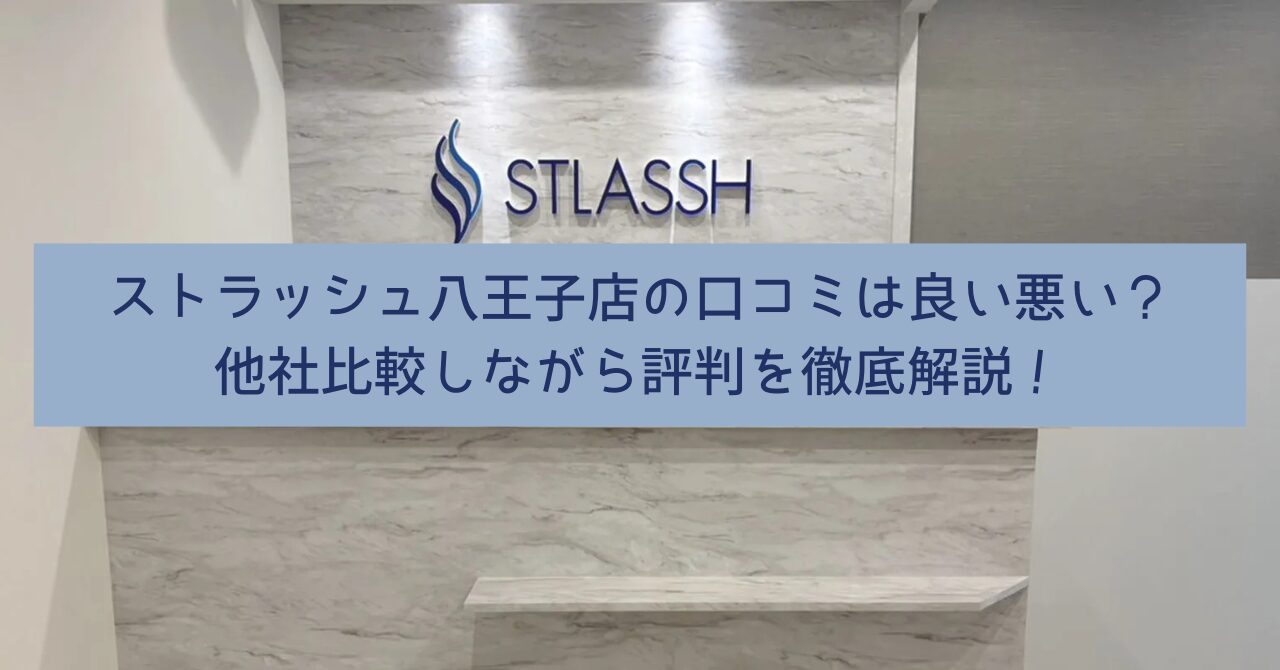 STLASSH
ストラッシュ八王子店の口コミは良い悪い？
他社比較しながら評判を徹底解説！